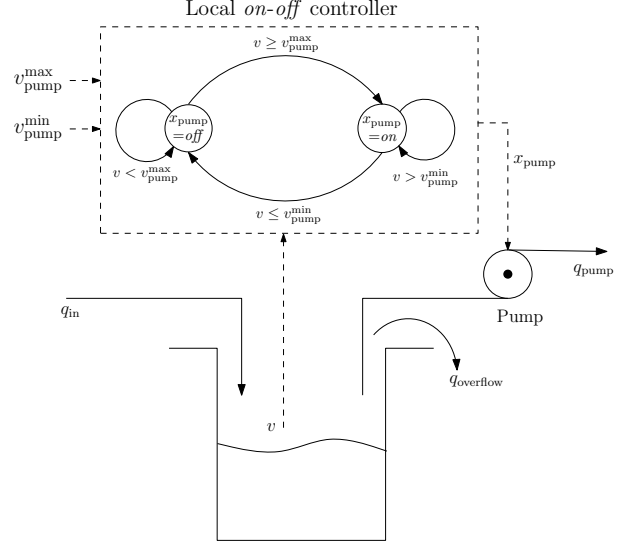 Local on-off controller
v ≥ v_pump^max
v_pump^max
x_pump
=off
x_pump
=on
v_pump^min
v < v_pump^max
v > v_pump^min
x_pump
v ≤ v_pump^min
q_pump
q_in
Pump
q_overflow
v